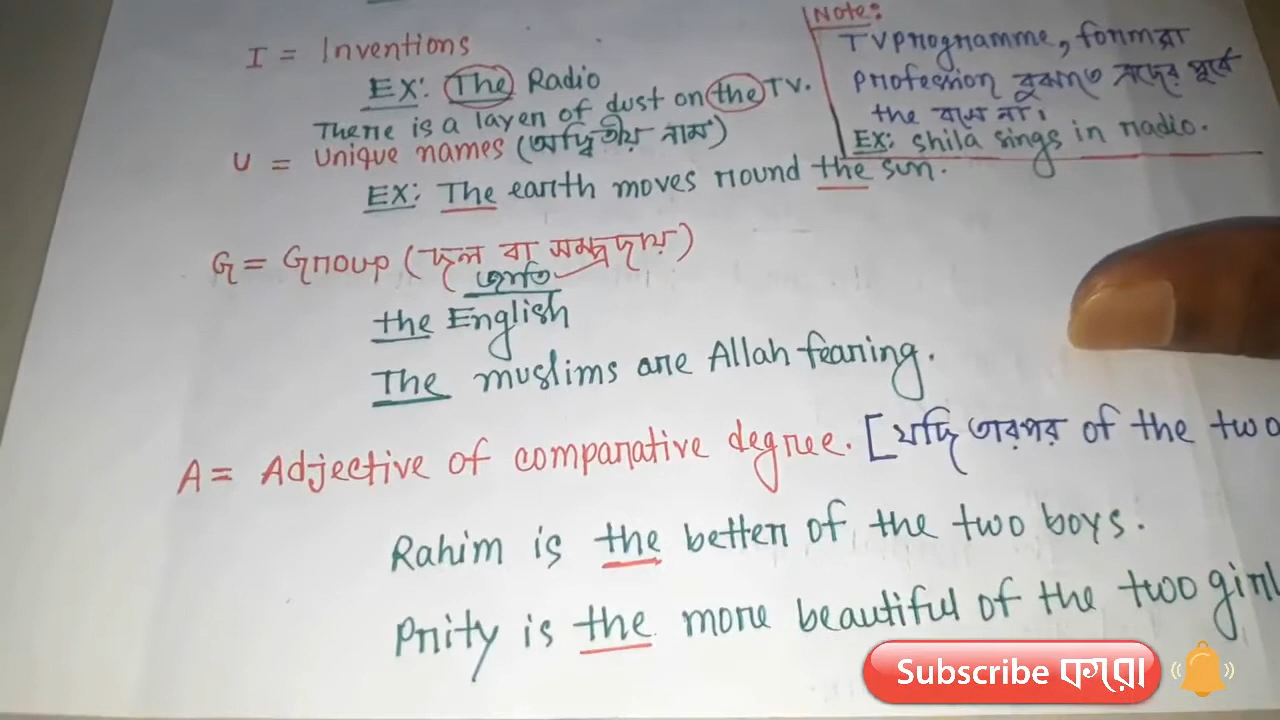 I = Inventions
EX: The Radio
There is a layer of dust on the TV.
U = Unique names (অদ্বিতীয় নাম)
EX: The earth moves round the sun.
Note:
TV programme, form বা
profession বুঝাতে এদের পূর্বে
the বসে না।
EX: Shila sings in radio.
G = Group (দল বা সম্প্রদায়)
জাতি
the English
The muslims are Allah fearing.
A = Adjective of comparative degree. [যদি তারপর of the two
Rahim is the better of the two boys.
Prity is the more beautiful of the two girl
Subscribe করো